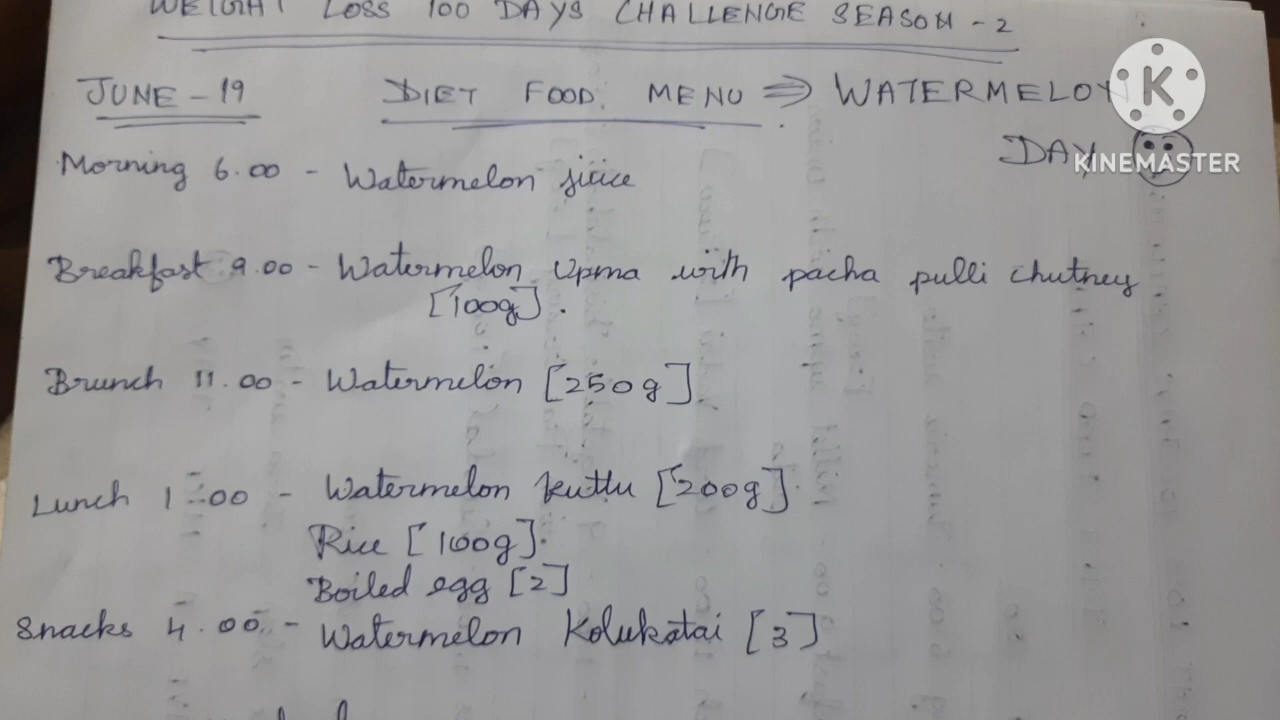 WEIGHT LOSS 100 DAYS CHALLENGE SEASON - 2
JUNE - 19 DIET FOOD MENU ⇒ WATERMELON
DAY
KINEMASTER
Morning 6.00 - Watermelon juice
Breakfast 9.00 - Watermelon Upma with pacha pulli chutney
[100g].
Brunch 11.00 - Watermelon [250g]
Lunch 1.00 - Watermelon kuttu [200g]
Rice [100g].
Boiled egg [2]
Snacks 4.00. - Watermelon Kolukatai [3]